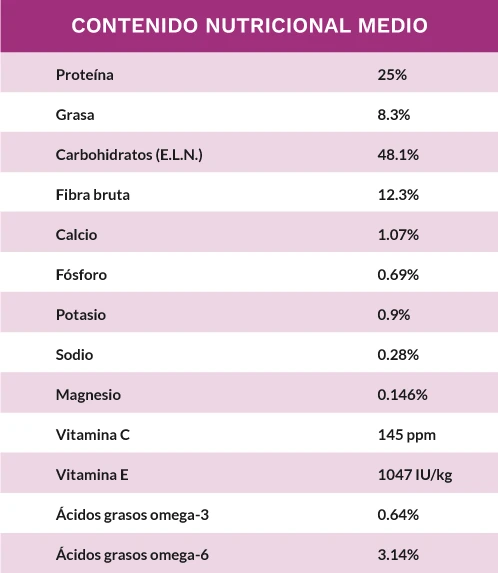 CONTENIDO NUTRICIONAL MEDIO
Proteína 25%
Grasa 8.3%
Carbohidratos (E.L.N.) 48.1%
Fibra bruta 12.3%
Calcio 1.07%
Fósforo 0.69%
Potasio 0.9%
Sodio 0.28%
Magnesio 0.146%
Vitamina C 145 ppm
Vitamina E 1047 IU/kg
Ácidos grasos omega-3 0.64%
Ácidos grasos omega-6 3.14%